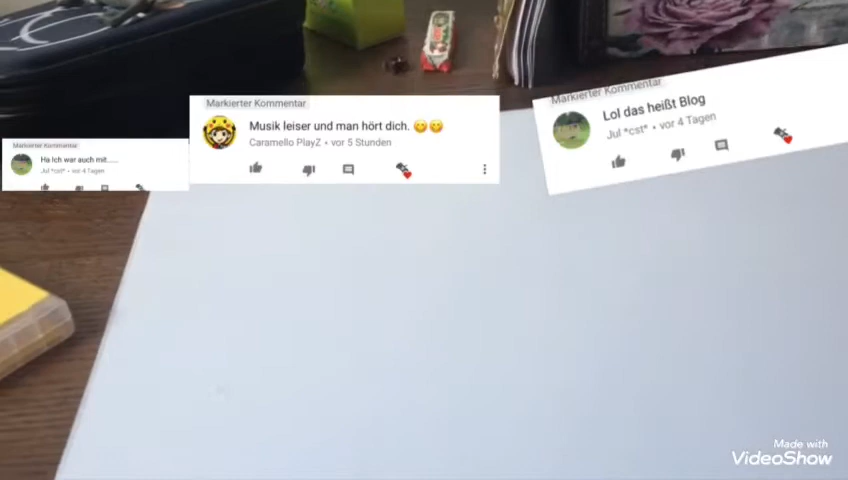 Markierter Kommentar
Ha Ich war auch mit......
Jul *cst* • vor 4 Tagen
Markierter Kommentar
Musik leiser und man hört dich. 😋😋
Caramello PlayZ • vor 5 Stunden
Markierter Kommentar
Lol das heißt Blog
Jul *cst* • vor 4 Tagen
Made with
VideoShow